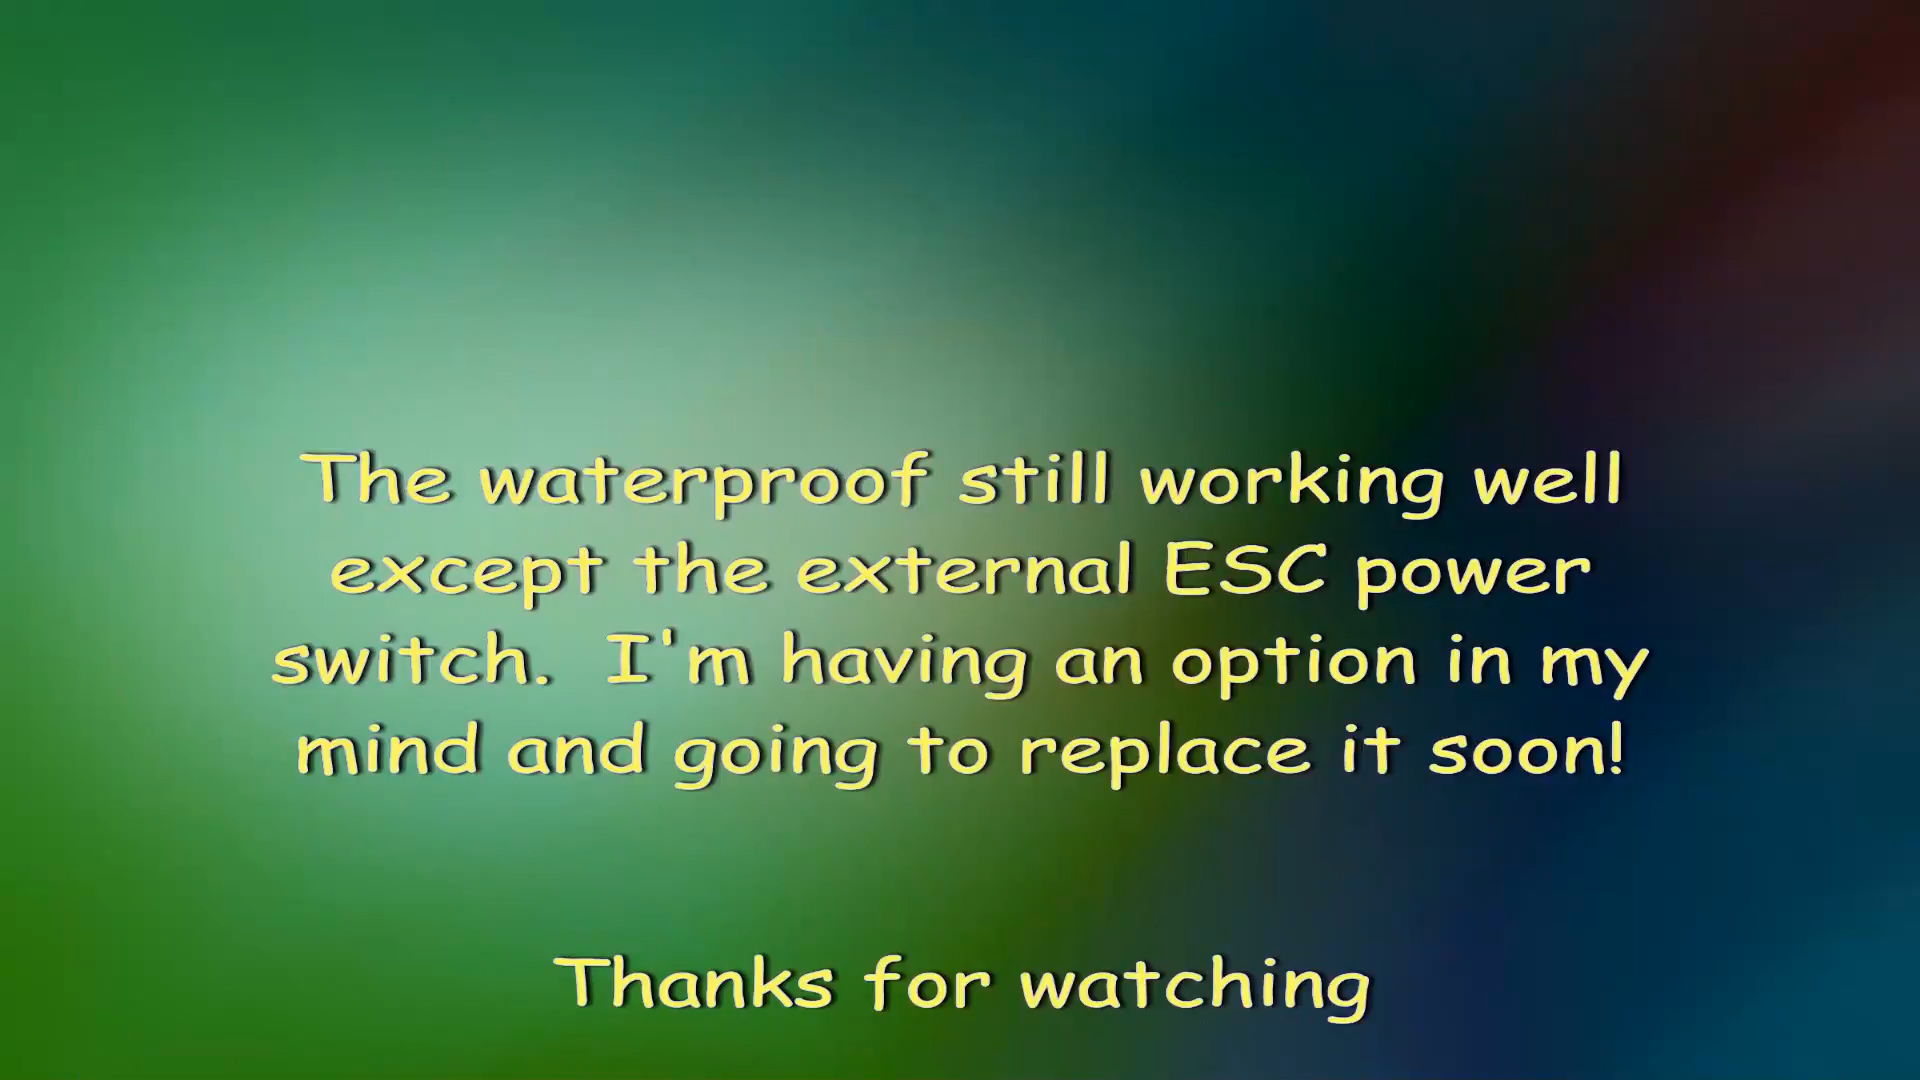 The waterproof still working well
except the external ESC power
switch.  I'm having an option in my
mind and going to replace it soon!
Thanks for watching